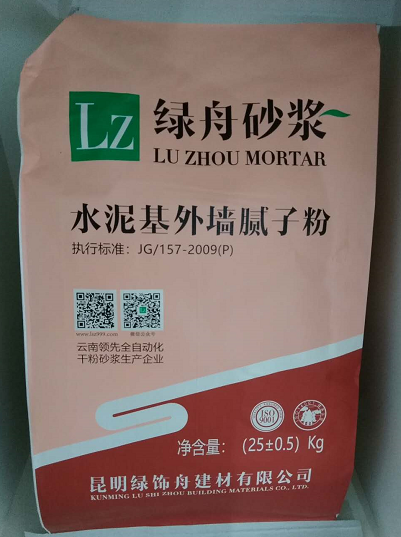 Lz
绿舟砂浆
LU ZHOU MORTAR
水泥基外墙腻子粉
执行标准：JG/157-2009(P)
云南领先全自动化
干粉砂浆生产企业
ISO
9001
净含量：(25±0.5) Kg
昆明绿饰舟建材有限公司
KUNMING LU SHI ZHOU BUILDING MATERIALS CO., LTD.